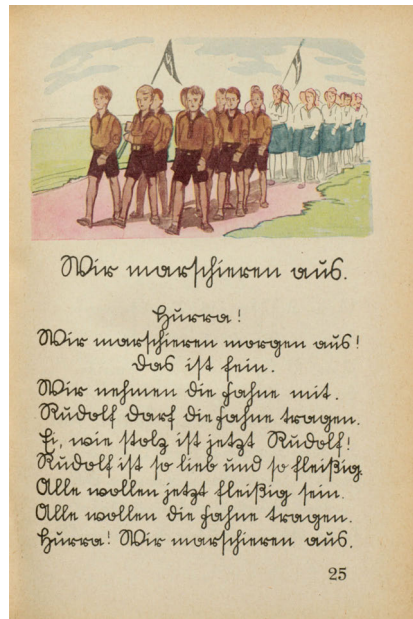 Wir marschieren aus.
Hurra!
Wir marschieren morgen aus!
Das ist fein.
Wir nehmen die Fahne mit.
Rudolf darf die Fahne tragen.
Ei, wie stolz ist jetzt Rudolf!
Rudolf ist so lieb und so fleißig.
Alle wollen jetzt fleißig sein.
Alle wollen die Fahne tragen.
Hurra! Wir marschieren aus.
25